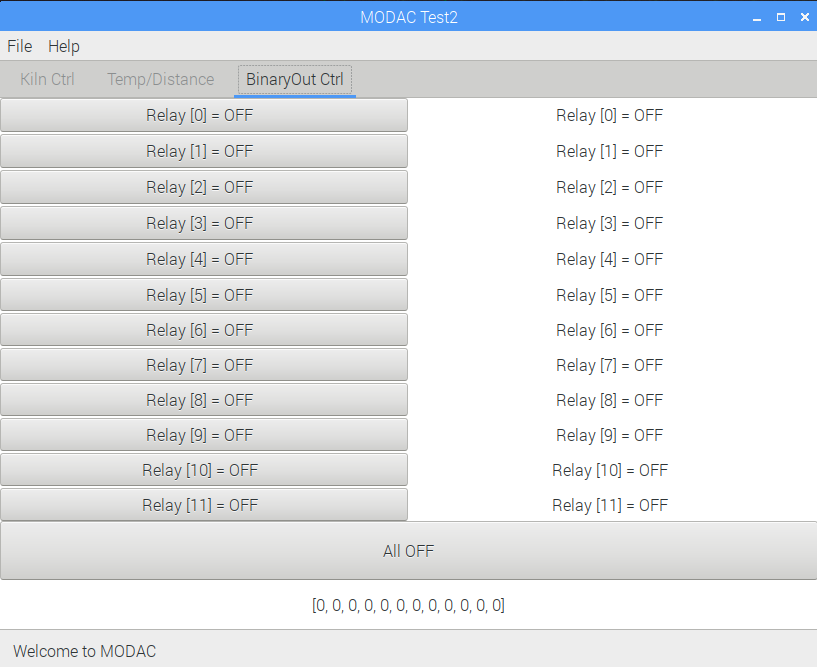 MODAC Test2
File Help
Kiln Ctrl Temp/Distance BinaryOut Ctrl
Relay [0] = OFF Relay [0] = OFF
Relay [1] = OFF Relay [1] = OFF
Relay [2] = OFF Relay [2] = OFF
Relay [3] = OFF Relay [3] = OFF
Relay [4] = OFF Relay [4] = OFF
Relay [5] = OFF Relay [5] = OFF
Relay [6] = OFF Relay [6] = OFF
Relay [7] = OFF Relay [7] = OFF
Relay [8] = OFF Relay [8] = OFF
Relay [9] = OFF Relay [9] = OFF
Relay [10] = OFF Relay [10] = OFF
Relay [11] = OFF Relay [11] = OFF
All OFF
[0, 0, 0, 0, 0, 0, 0, 0, 0, 0, 0, 0]
Welcome to MODAC